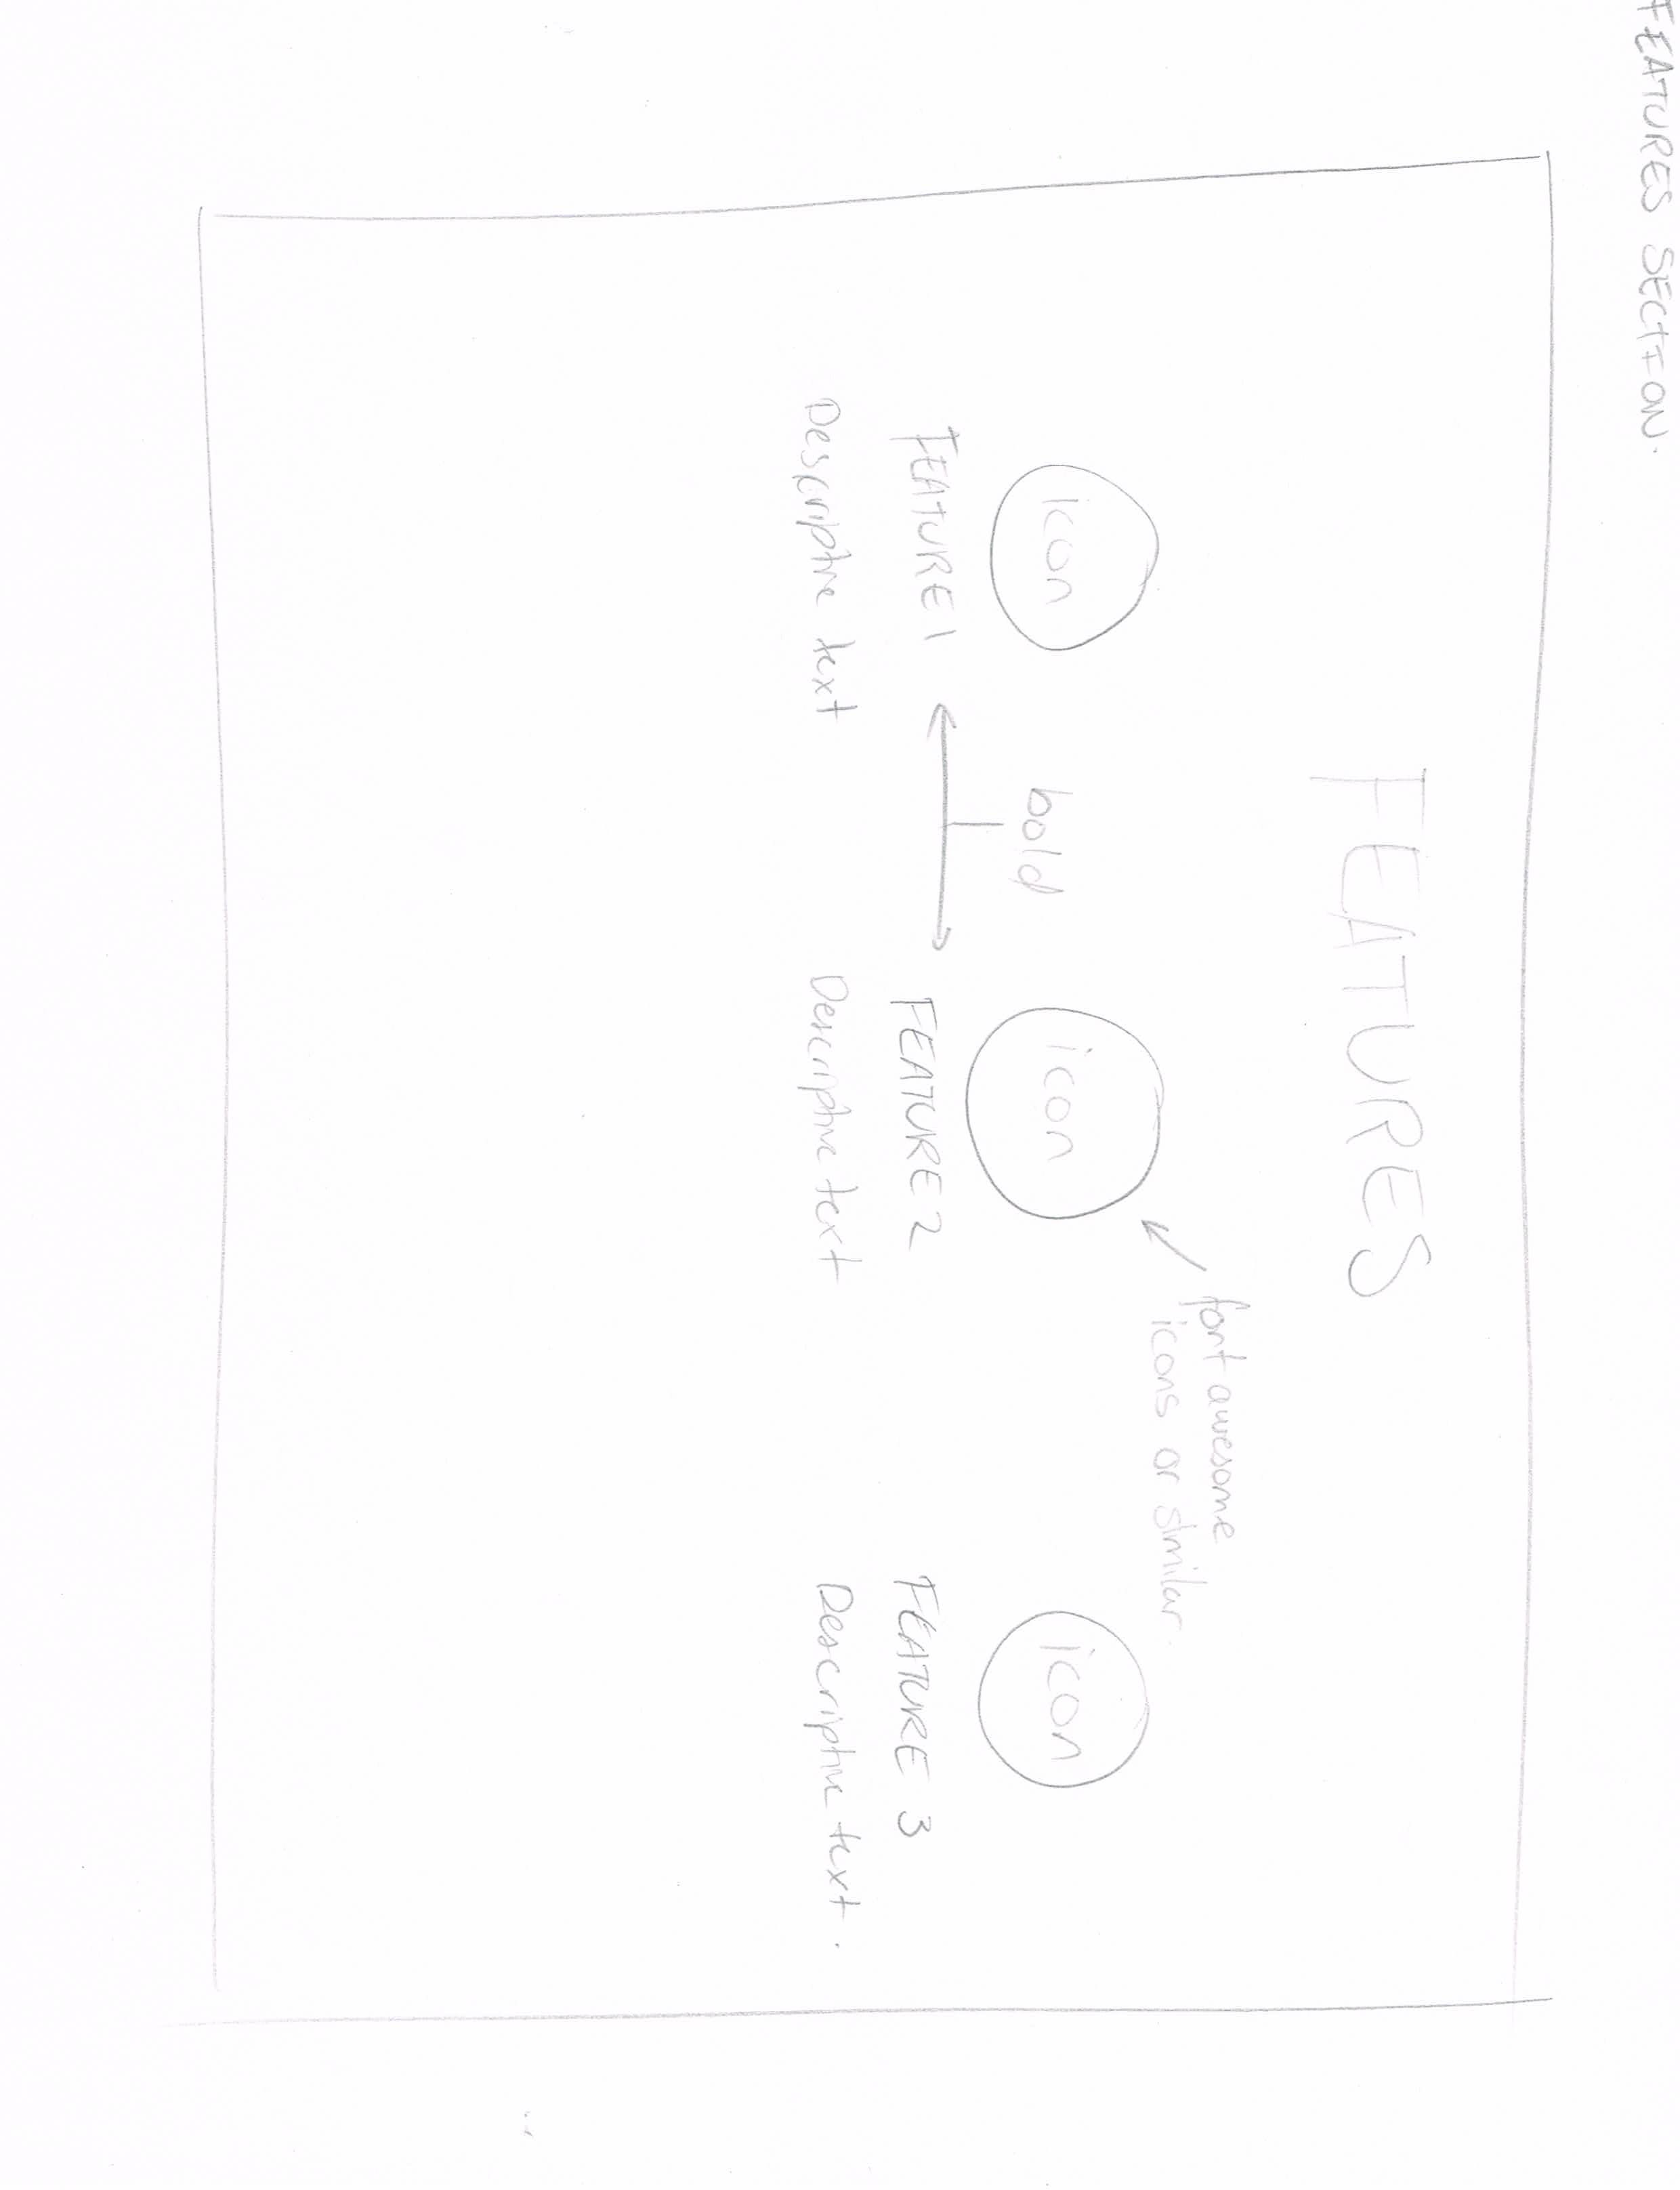 FEATURES SECTION.
FEATURES
font awesome
icons or similar.
icon
icon
icon
bold
FEATURE 1
FEATURE 2
FEATURE 3
Descriptive text
Descriptive text
Descriptive text.